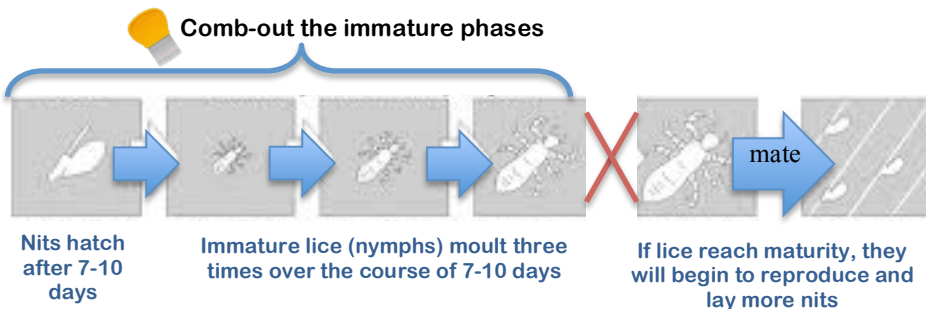 Comb-out the immature phases
mate
Nits hatch
after 7-10
days
Immature lice (nymphs) moult three
times over the course of 7-10 days
If lice reach maturity, they
will begin to reproduce and
lay more nits